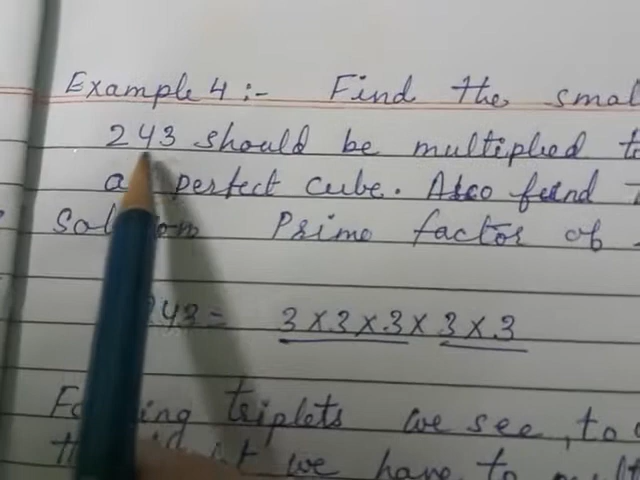 Example 4:- Find the smal
243 should be multiplied to
a perfect cube. Also find
Prime factor of
243 = 3 x 3 x 3 x 3 x 3
triplets we see, to
we have to